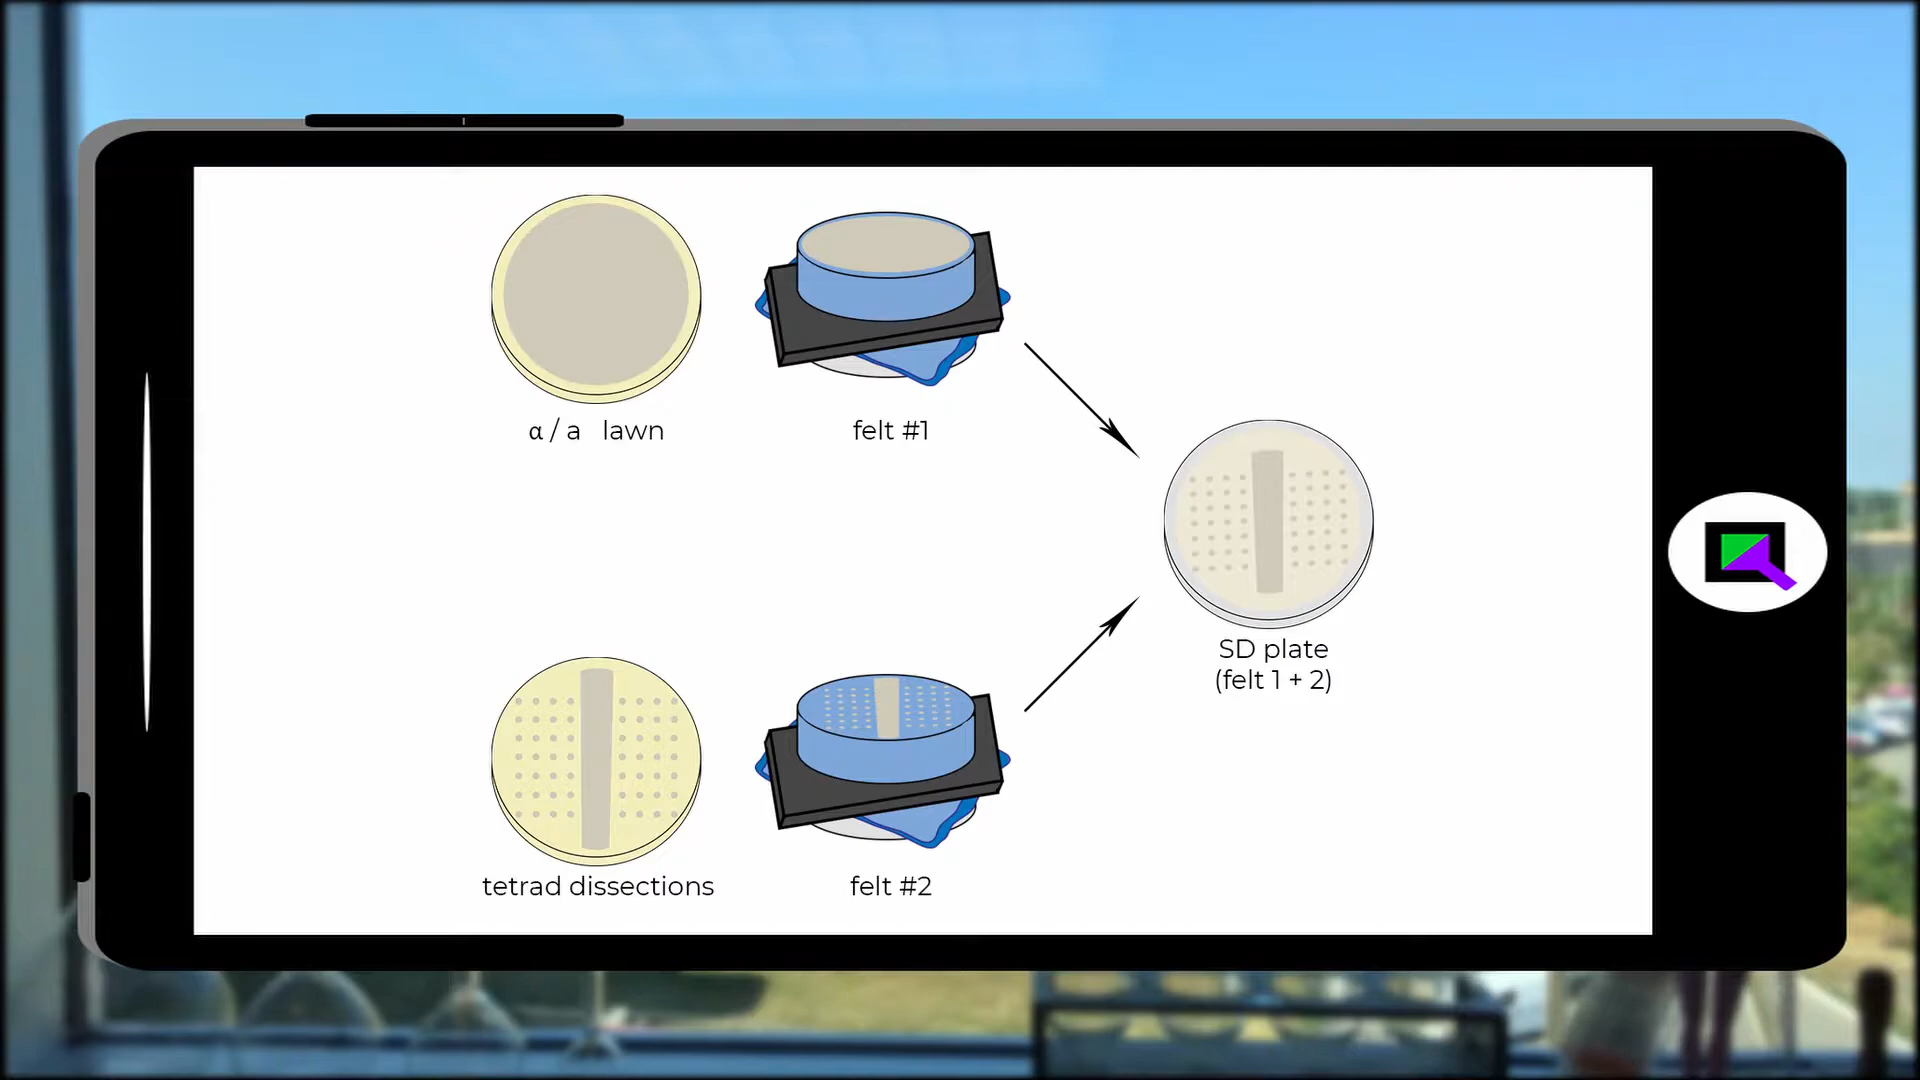 α / a lawn
felt #1
SD plate
(felt 1 + 2)
tetrad dissections
felt #2